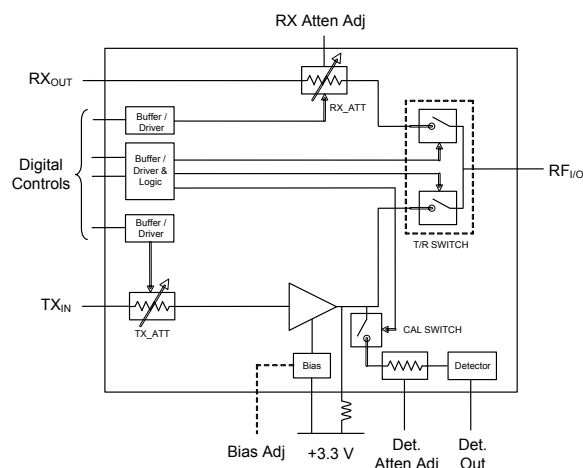 RX Atten Adj
RXOUT
RX_ATT
Buffer /
Driver
Buffer /
Driver &
Logic
Digital
Controls
RFI/O
Buffer /
Driver
T/R SWITCH
TXIN
TX_ATT
CAL SWITCH
Bias
Detector
Bias Adj
+3.3 V
Det.
Atten Adj
Det.
Out